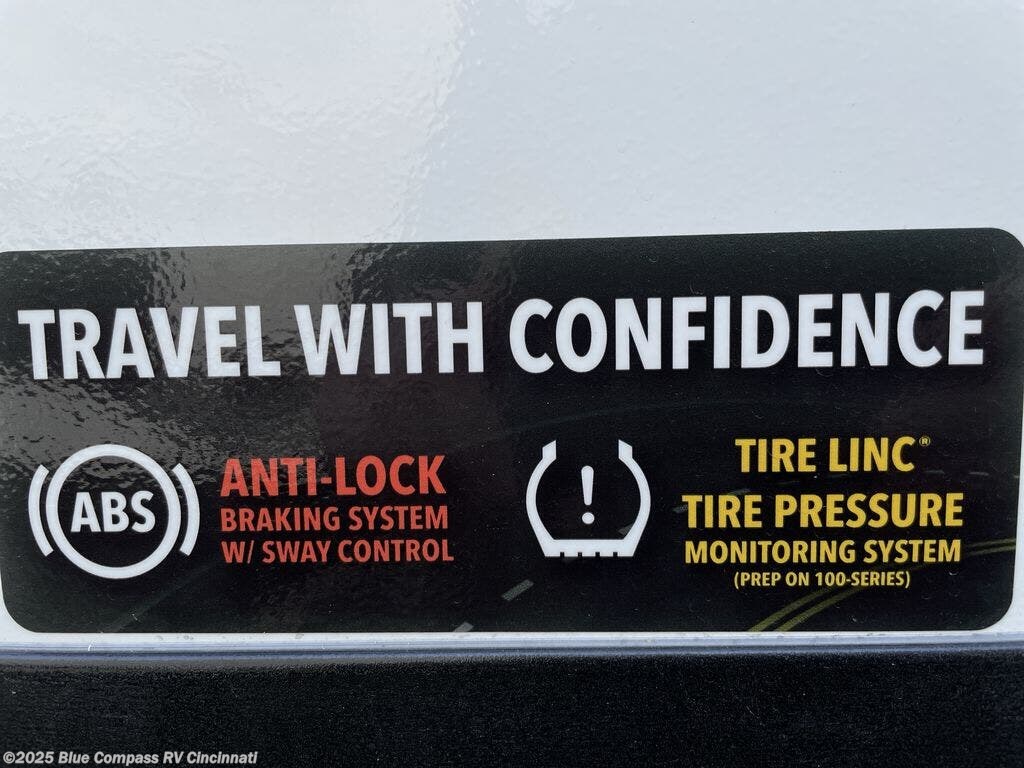 TRAVEL WITH CONFIDENCE
ABS
ANTI-LOCK
BRAKING SYSTEM
W/ SWAY CONTROL
!
TIRE LINC®
TIRE PRESSURE
MONITORING SYSTEM
(PREP ON 100-SERIES)
©2025 Blue Compass RV Cincinnati